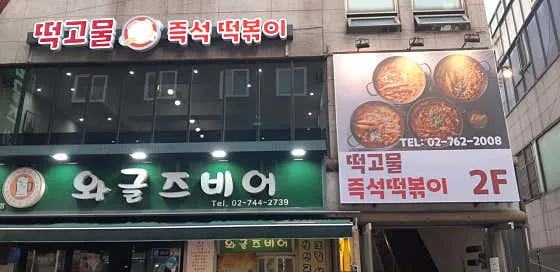 떡고물 즉석 떡볶이
TEL: 02-762-2008
떡고물
즉석떡볶이 2F
와글즈비어
Tel. 02-744-2739
와글즈비어